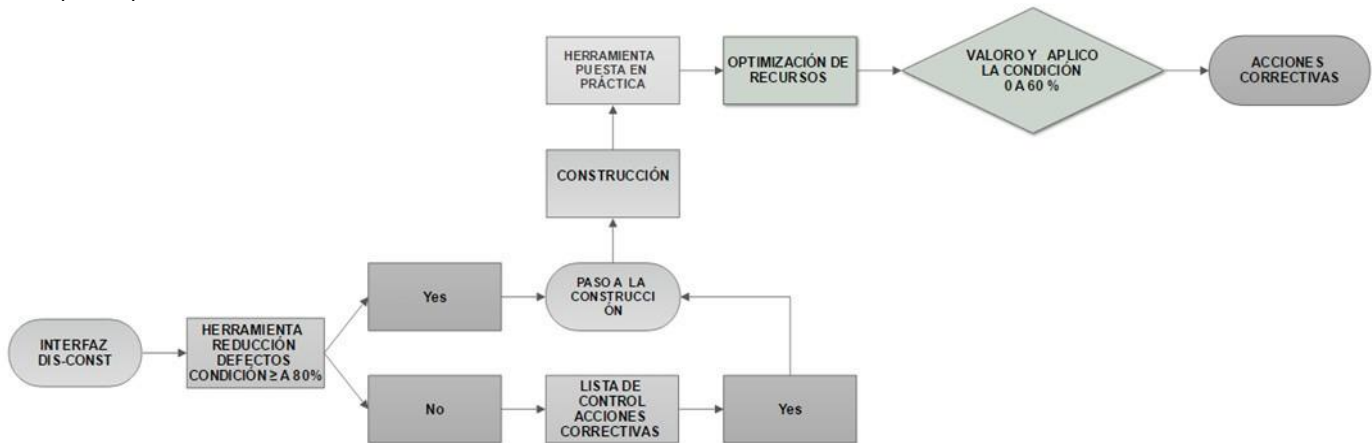 HERRAMIENTA
PUESTA EN
PRÁCTICA
OPTIMIZACIÓN DE
RECURSOS
VALORO Y APLICO
LA CONDICIÓN
0 A 60 %
ACCIONES
CORRECTIVAS
CONSTRUCCIÓN
Yes
PASO A LA
CONSTRUCCI
ÓN
INTERFAZ
DIS-CONST
HERRAMIENTA
REDUCCIÓN
DEFECTOS
CONDICIÓN ≥ A 80%
No
LISTA DE
CONTROL
ACCIONES
CORRECTIVAS
Yes